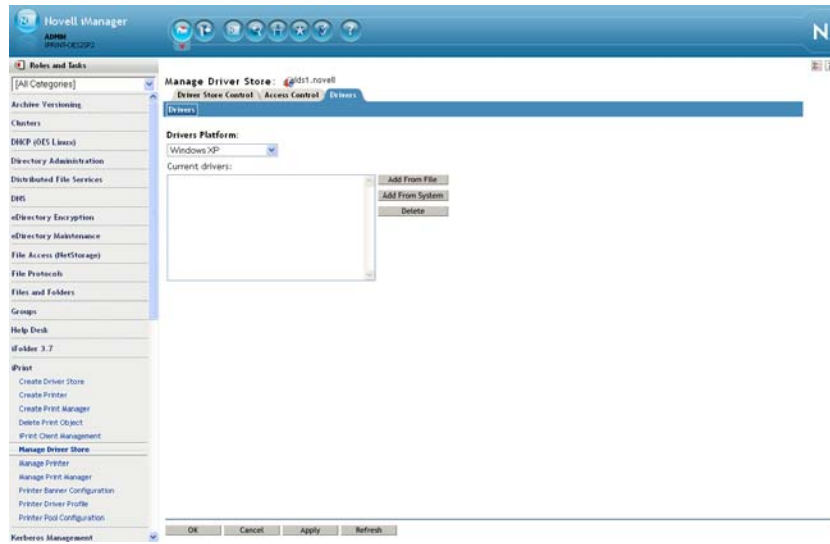 Novell iManager
ADMIN
IPRINT-OES2SP2
N
Roles and Tasks
[All Categories]
Archive Versioning
Clusters
DHCP (OES Linux)
Directory Administration
Distributed File Services
DNS
eDirectory Encryption
eDirectory Maintenance
File Access (NetStorage)
File Protocols
Files and Folders
Groups
Help Desk
iFolder 3.7
iPrint
Create Driver Store
Create Printer
Create Print Manager
Delete Print Object
iPrint Client Management
Manage Driver Store
Manage Printer
Manage Print Manager
Printer Banner Configuration
Printer Driver Profile
Printer Pool Configuration
Kerberos Management
Manage Driver Store: aids1.novell
Driver Store Control
Access Control
Drivers
Drivers
Drivers Platform:
Windows XP
Current drivers:
Add From File
Add From System
Delete
OK
Cancel
Apply
Refresh